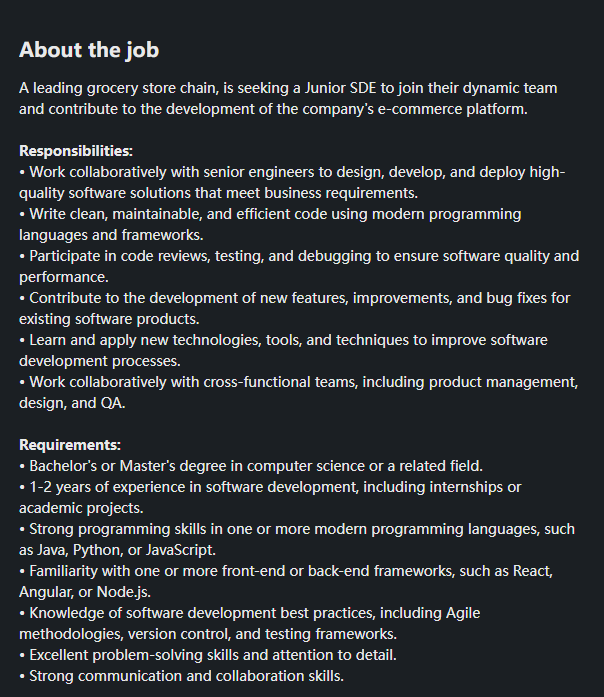 About the job
A leading grocery store chain, is seeking a Junior SDE to join their dynamic team
and contribute to the development of the company's e-commerce platform.
Responsibilities:
• Work collaboratively with senior engineers to design, develop, and deploy high-
quality software solutions that meet business requirements.
• Write clean, maintainable, and efficient code using modern programming
languages and frameworks.
• Participate in code reviews, testing, and debugging to ensure software quality and
performance.
• Contribute to the development of new features, improvements, and bug fixes for
existing software products.
• Learn and apply new technologies, tools, and techniques to improve software
development processes.
• Work collaboratively with cross-functional teams, including product management,
design, and QA.
Requirements:
• Bachelor's or Master's degree in computer science or a related field.
• 1-2 years of experience in software development, including internships or
academic projects.
• Strong programming skills in one or more modern programming languages, such
as Java, Python, or JavaScript.
• Familiarity with one or more front-end or back-end frameworks, such as React,
Angular, or Node.js.
• Knowledge of software development best practices, including Agile
methodologies, version control, and testing frameworks.
• Excellent problem-solving skills and attention to detail.
• Strong communication and collaboration skills.